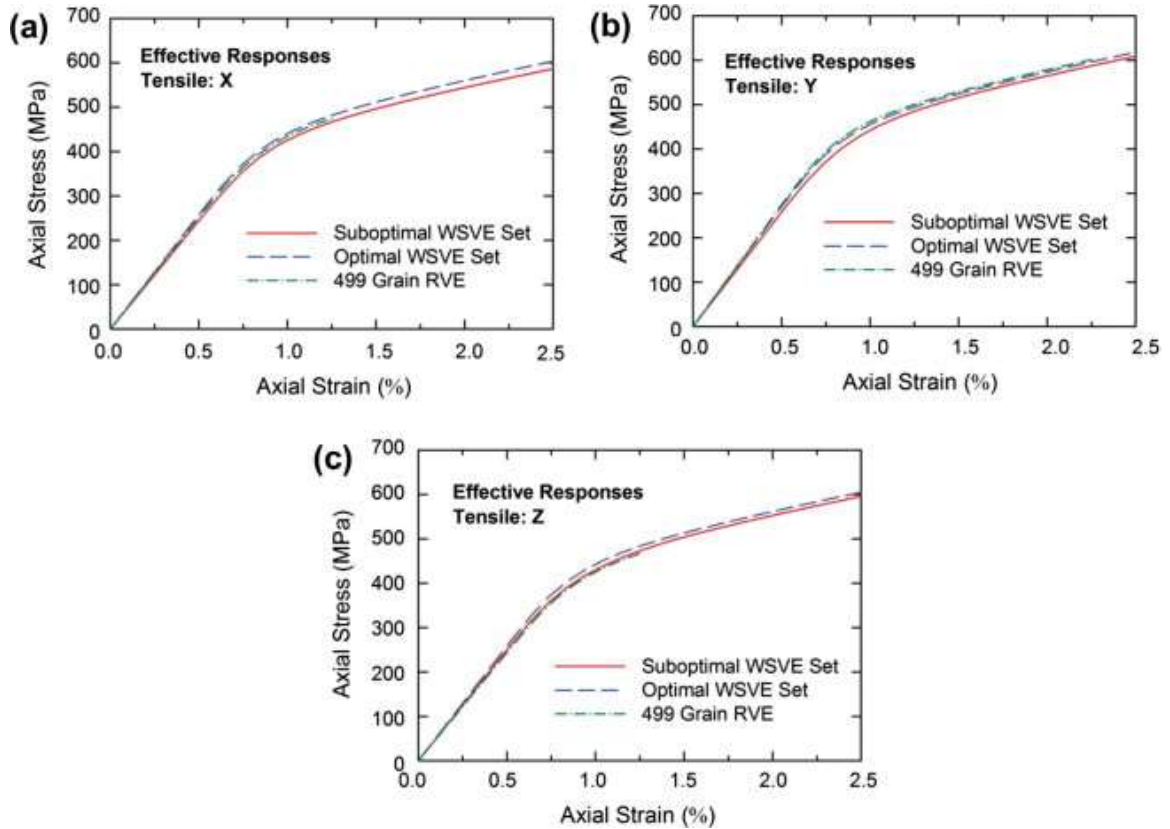 (a)
Effective Responses
Tensile: X
Axial Stress (MPa)
700
600
500
400
300
200
100
0
Suboptimal WSVE Set
Optimal WSVE Set
499 Grain RVE
0.0 0.5 1.0 1.5 2.0 2.5
Axial Strain (%)
(b)
Effective Responses
Tensile: Y
Axial Stress (MPa)
700
600
500
400
300
200
100
0
Suboptimal WSVE Set
Optimal WSVE Set
499 Grain RVE
0.0 0.5 1.0 1.5 2.0 2.5
Axial Strain (%)
(c)
Effective Responses
Tensile: Z
Axial Stress (MPa)
700
600
500
400
300
200
100
0
Suboptimal WSVE Set
Optimal WSVE Set
499 Grain RVE
0.0 0.5 1.0 1.5 2.0 2.5
Axial Strain (%)